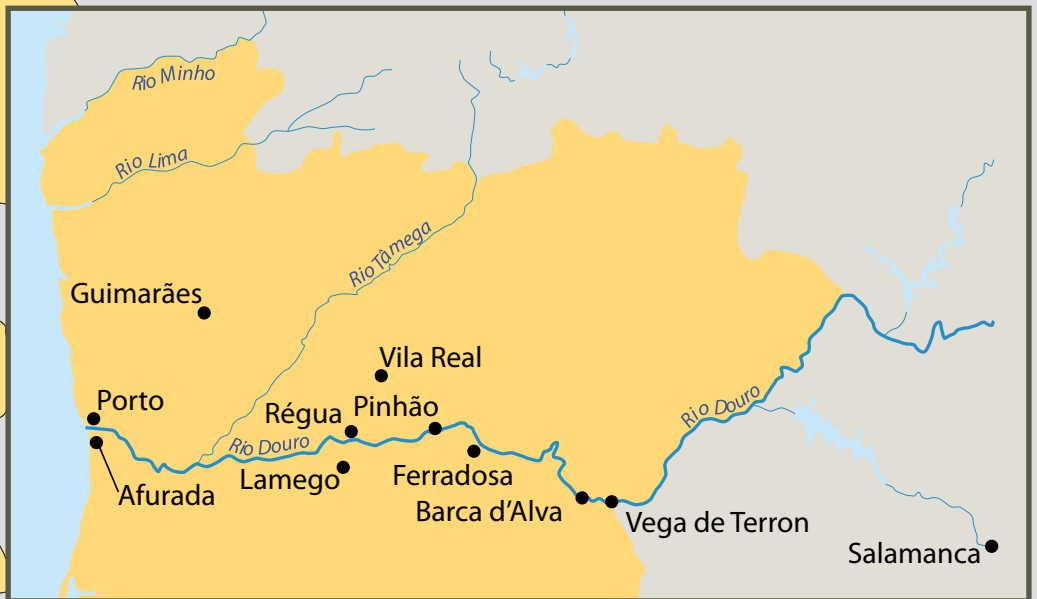 Rio Minho
Rio Lima
Rio Tâmega
Guimarães
Vila Real
Porto
Régua
Pinhão
Rio Douro
Rio Douro
Lamego
Ferradosa
Afurada
Barca d'Alva
Vega de Terron
Salamanca